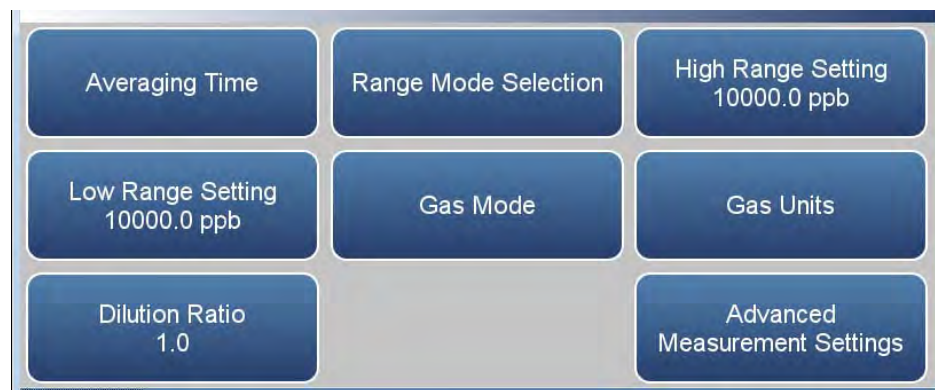 Averaging Time
Range Mode Selection
High Range Setting
10000.0 ppb
Low Range Setting
10000.0 ppb
Gas Mode
Gas Units
Dilution Ratio
1.0
Advanced
Measurement Settings